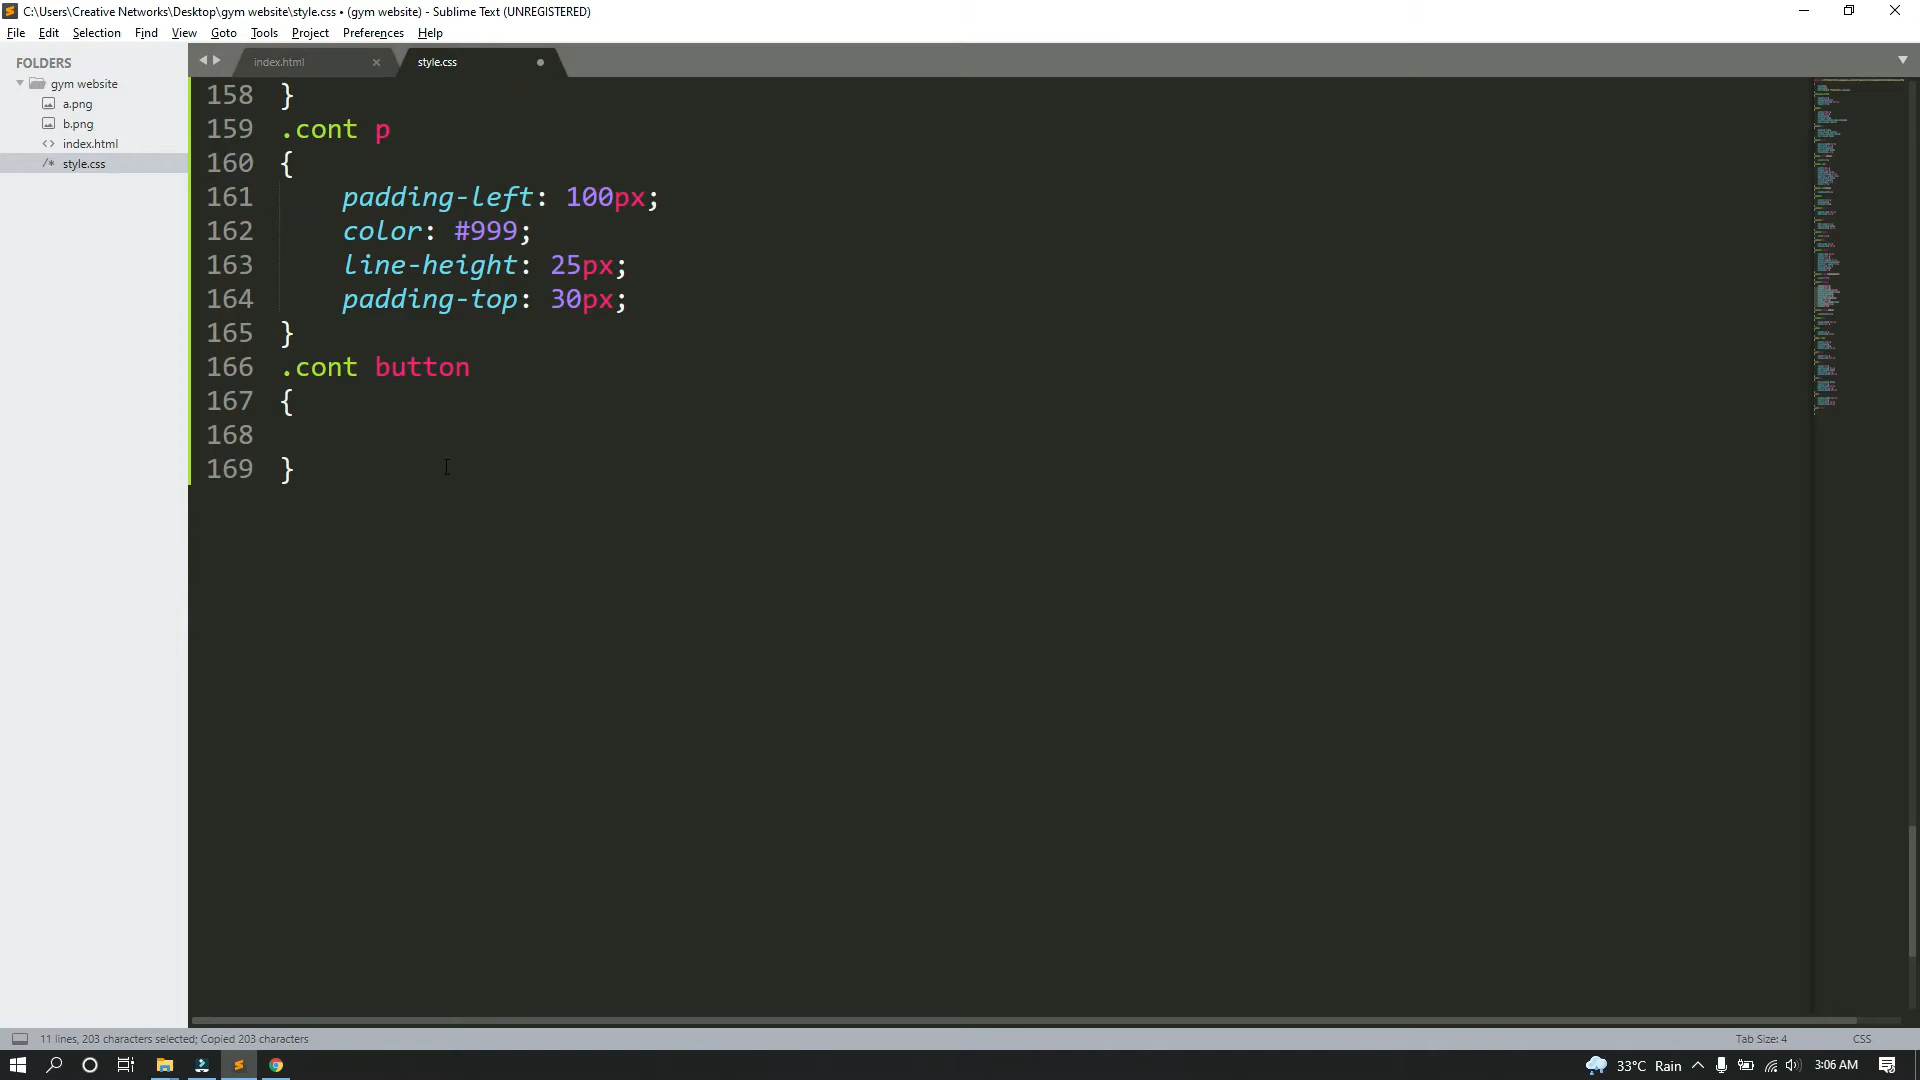 C:\Users\Creative Networks\Desktop\gym website\style.css • (gym website) - Sublime Text (UNREGISTERED)
File Edit Selection Find View Goto Tools Project Preferences Help
FOLDERS
gym website
a.png
b.png
index.html
/* style.css
index.html
style.css
158 }
159 .cont p
160 {
161 padding-left: 100px;
162 color: #999;
163 line-height: 25px;
164 padding-top: 30px;
165 }
166 .cont button
167 {
168
169 }
11 lines, 203 characters selected; Copied 203 characters
Tab Size: 4
CSS
33°C Rain
3:06 AM